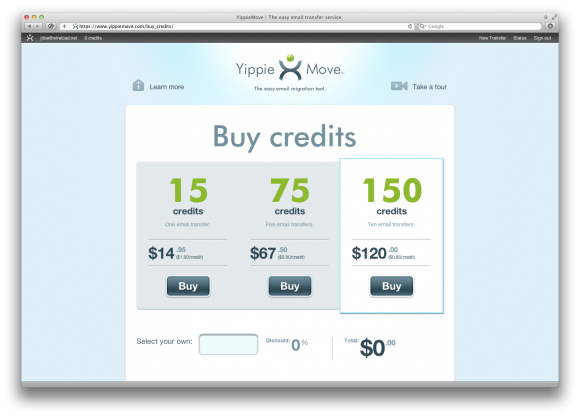 YippieMove | The easy email transfer service.
https://www.yippiemove.com/buy_credits/
Google
jdoe@wireload.net 0 credits New Transfer Status Sign out
Yippie Move
The easy email migration tool.
Learn more
Take a tour
Buy credits
15
credits
One email transfer.
$14.95
($1.00/credit)
Buy
75
credits
Five email transfers.
$67.50
($0.90/credit)
Buy
150
credits
Ten email transfers.
$120.00
($0.80/credit)
Buy
Select your own: Discount: 0% Total: $0.00